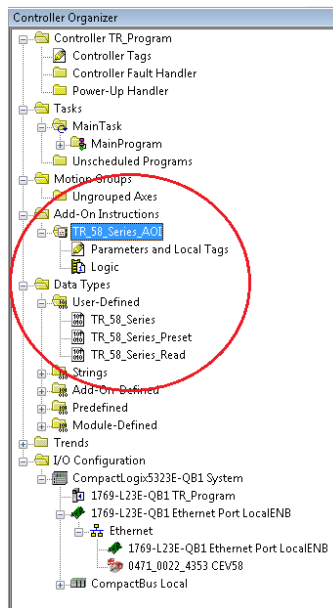 Controller Organizer
Controller TR_Program
Controller Tags
Controller Fault Handler
Power-Up Handler
Tasks
MainTask
MainProgram
Unscheduled Programs
Motion Groups
Ungrouped Axes
Add-On Instructions
TR_58_Series_AOI
Parameters and Local Tags
Logic
Data Types
User-Defined
TR_58_Series
TR_58_Series_Preset
TR_58_Series_Read
Strings
Add-On-Defined
Predefined
Module-Defined
Trends
I/O Configuration
CompactLogix5323E-QB1 System
1769-L23E-QB1 TR_Program
1769-L23E-QB1 Ethernet Port LocalENB
Ethernet
1769-L23E-QB1 Ethernet Port LocalENB
0471_0022_4353 CEV58
CompactBus Local